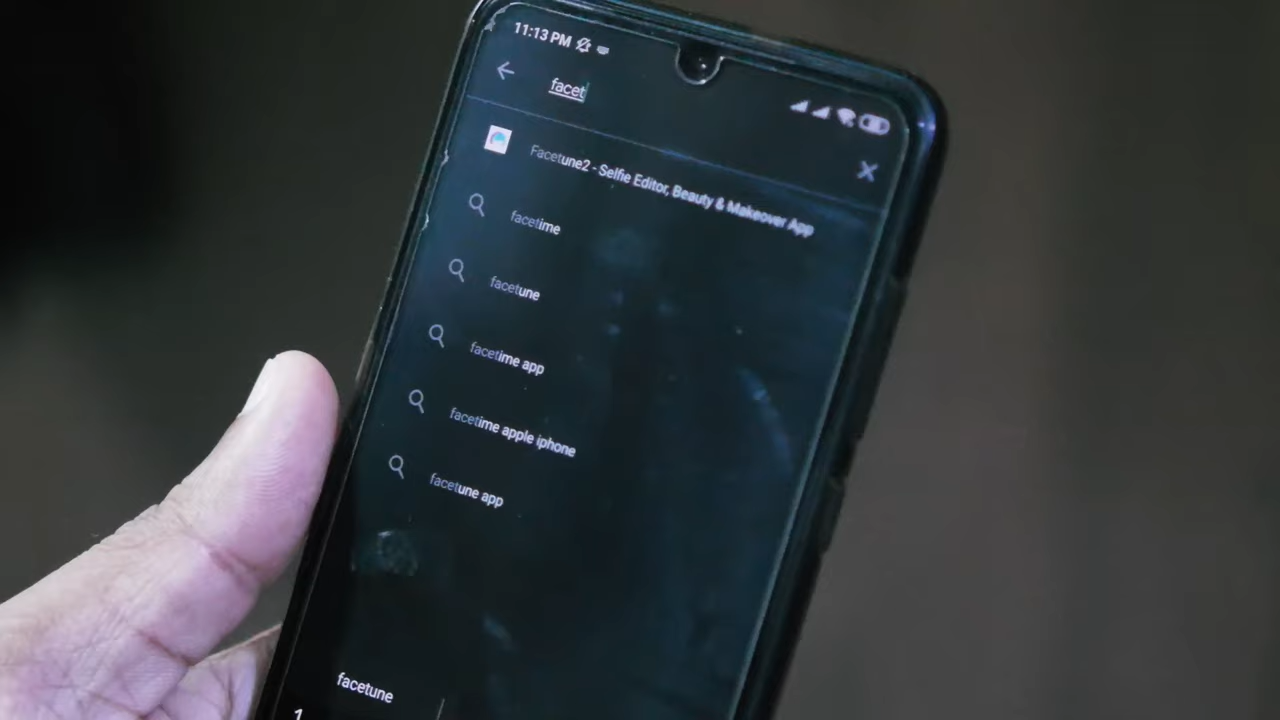 11:13 PM
facet
Facetune2 - Selfie Editor, Beauty & Makeover App
facetime
facetune
facetime app
facetime apple iphone
facetune app
facetune
1